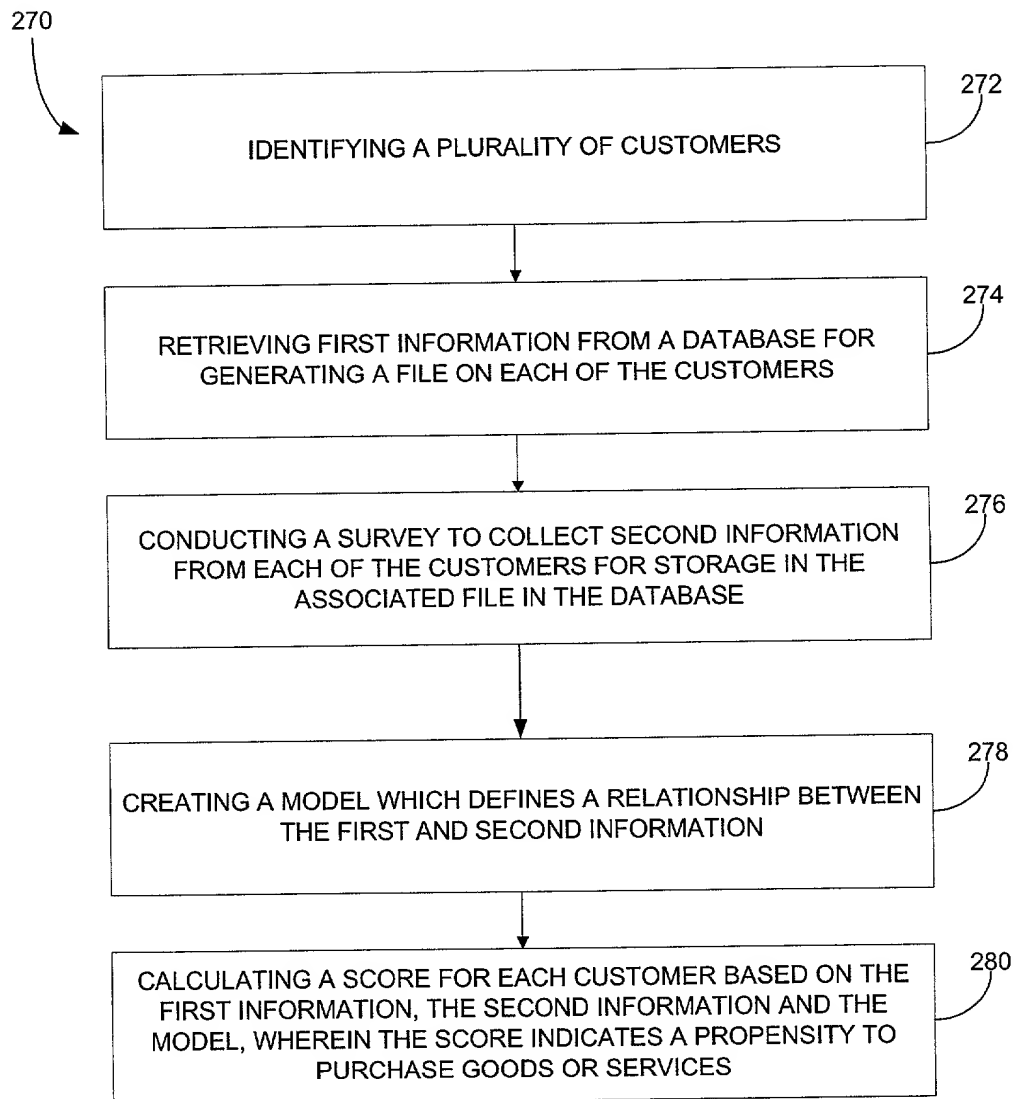 270
272
IDENTIFYING A PLURALITY OF CUSTOMERS
274
RETRIEVING FIRST INFORMATION FROM A DATABASE FOR
GENERATING A FILE ON EACH OF THE CUSTOMERS
276
CONDUCTING A SURVEY TO COLLECT SECOND INFORMATION
FROM EACH OF THE CUSTOMERS FOR STORAGE IN THE
ASSOCIATED FILE IN THE DATABASE
278
CREATING A MODEL WHICH DEFINES A RELATIONSHIP BETWEEN
THE FIRST AND SECOND INFORMATION
280
CALCULATING A SCORE FOR EACH CUSTOMER BASED ON THE
FIRST INFORMATION, THE SECOND INFORMATION AND THE
MODEL, WHEREIN THE SCORE INDICATES A PROPENSITY TO
PURCHASE GOODS OR SERVICES